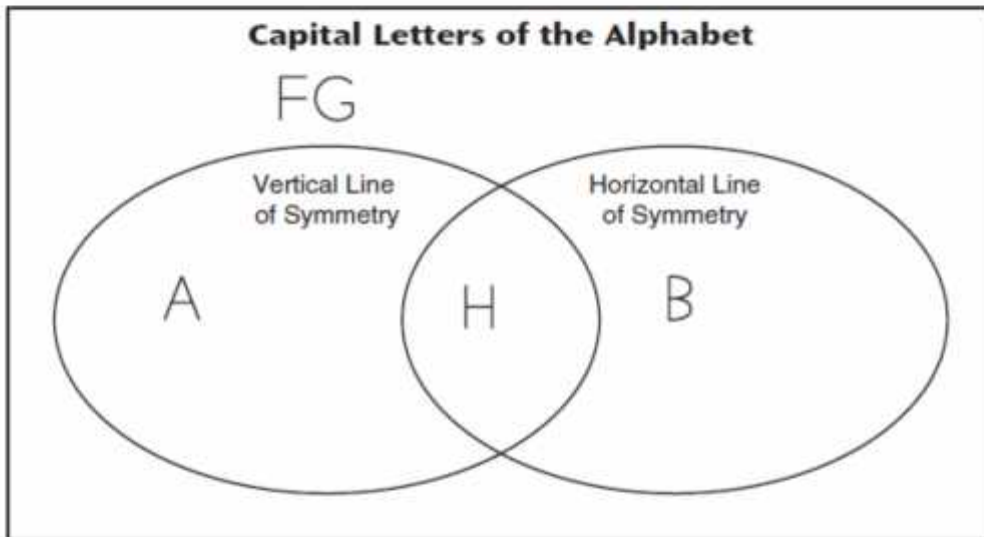 Capital Letters of the Alphabet
FG
Vertical Line
of Symmetry
Horizontal Line
of Symmetry
A
H
B